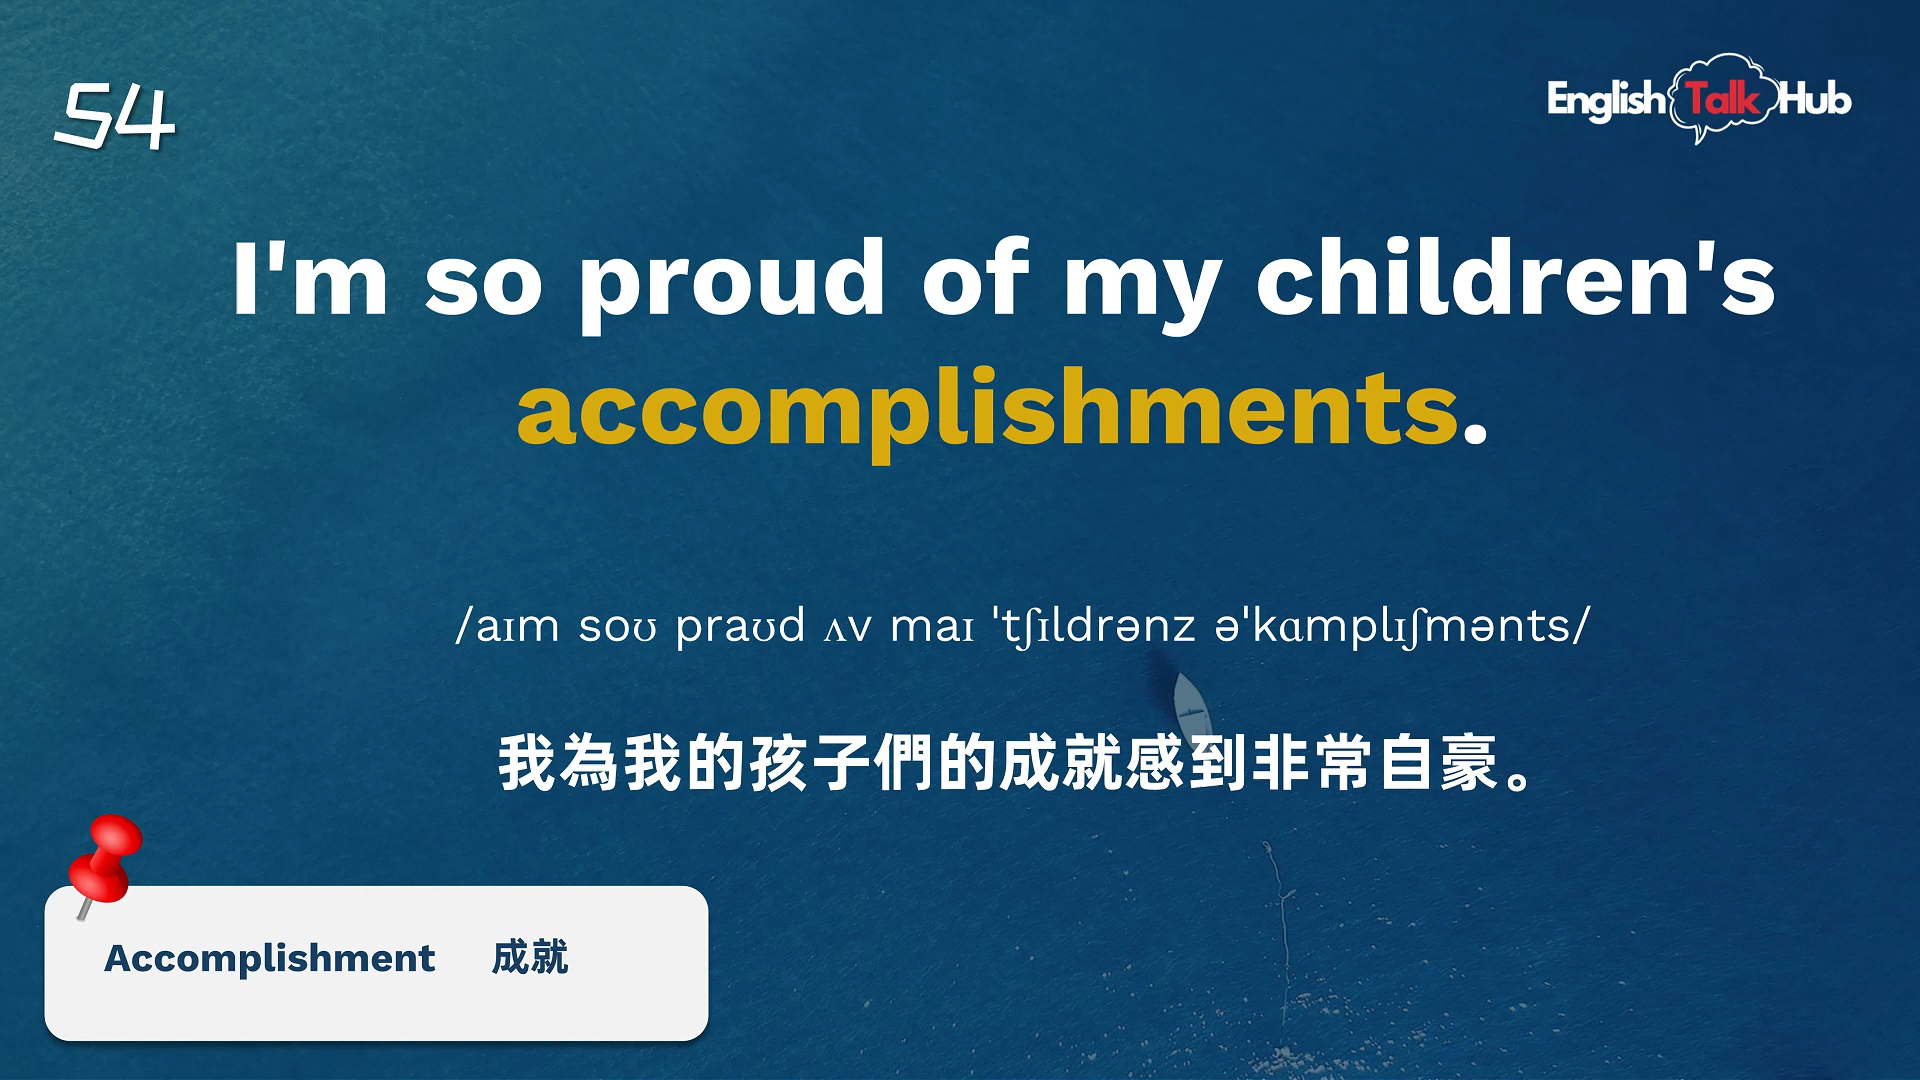 54
English Talk Hub
I'm so proud of my children's
accomplishments.
/aɪm soʊ praʊd ʌv maɪ 'tʃɪldrənz ə'kɑmplɪʃmənts/
我為我的孩子們的成就感到非常自豪。
Accomplishment 成就